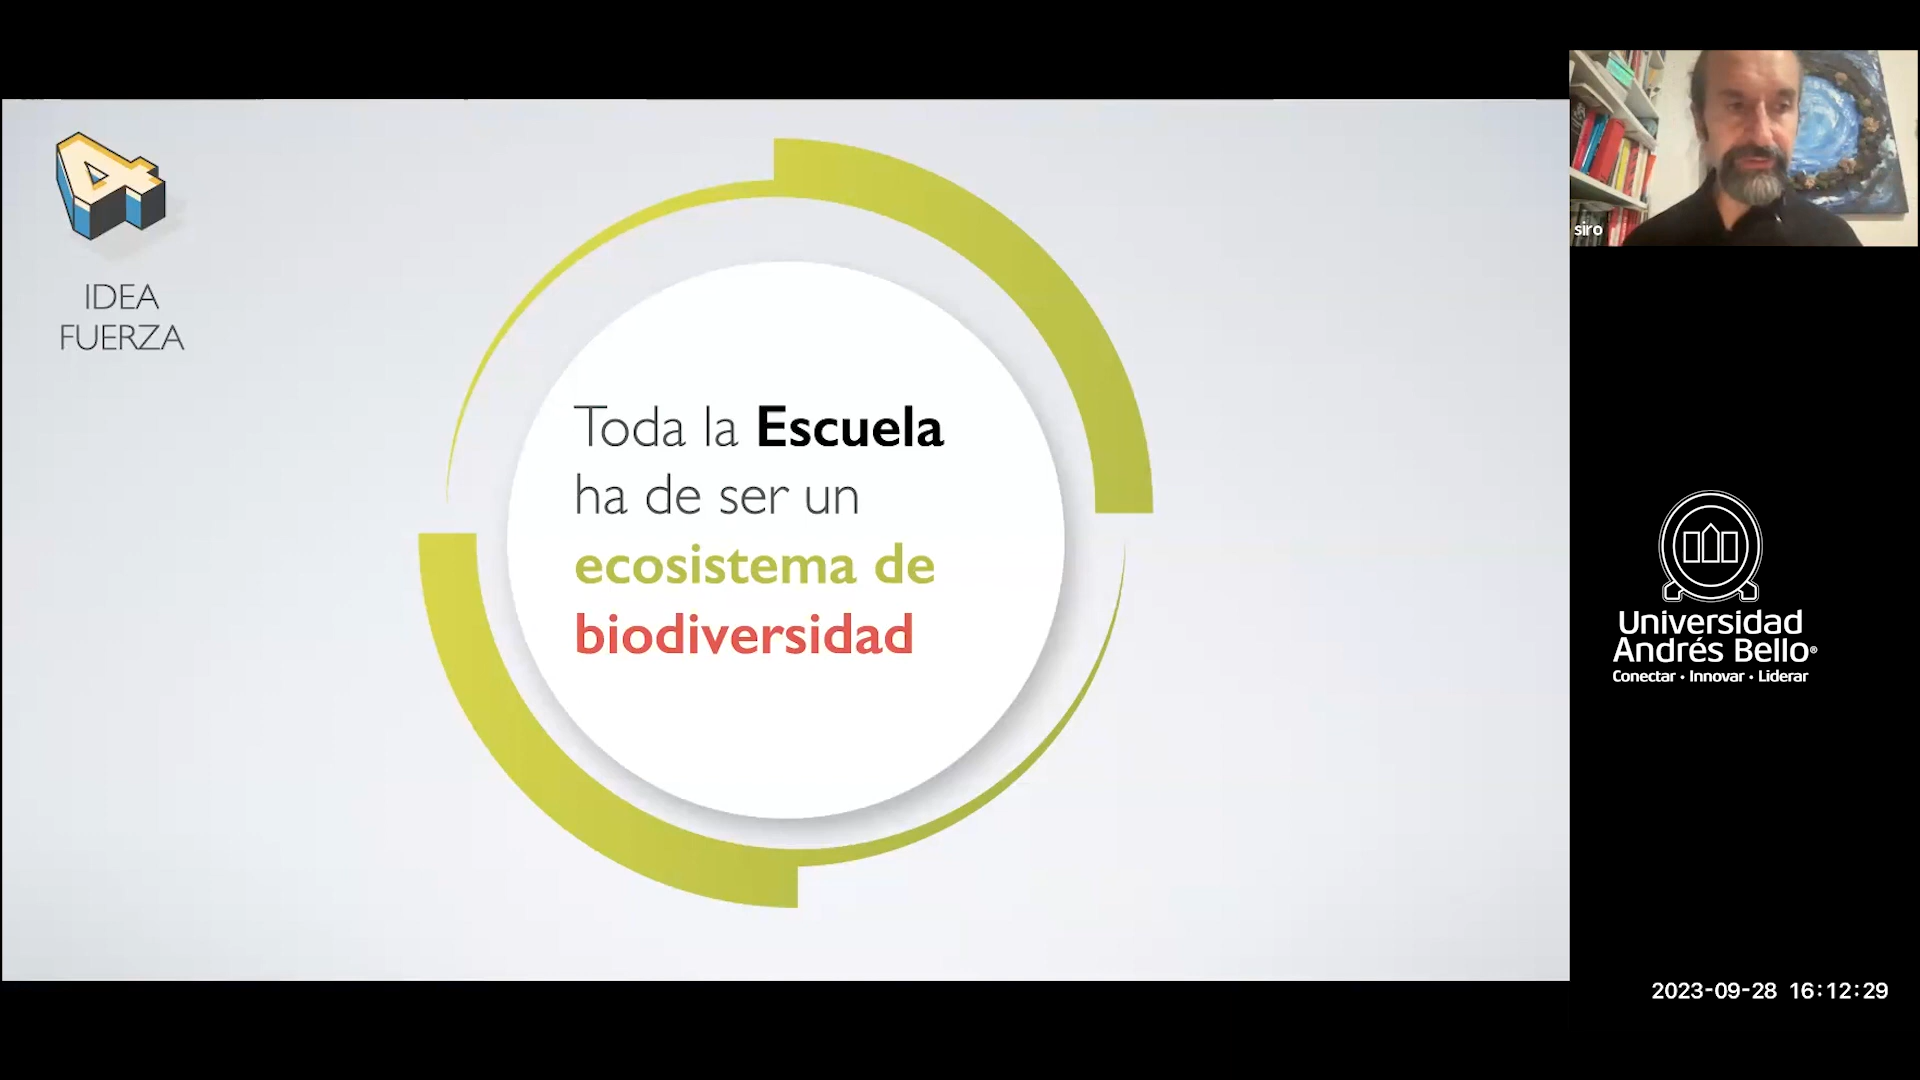 4
IDEA
FUERZA
Toda la Escuela
ha de ser un
ecosistema de
biodiversidad
siro
Universidad
Andrés Bello®
Conectar • Innovar • Liderar
2023-09-28 16:12:29